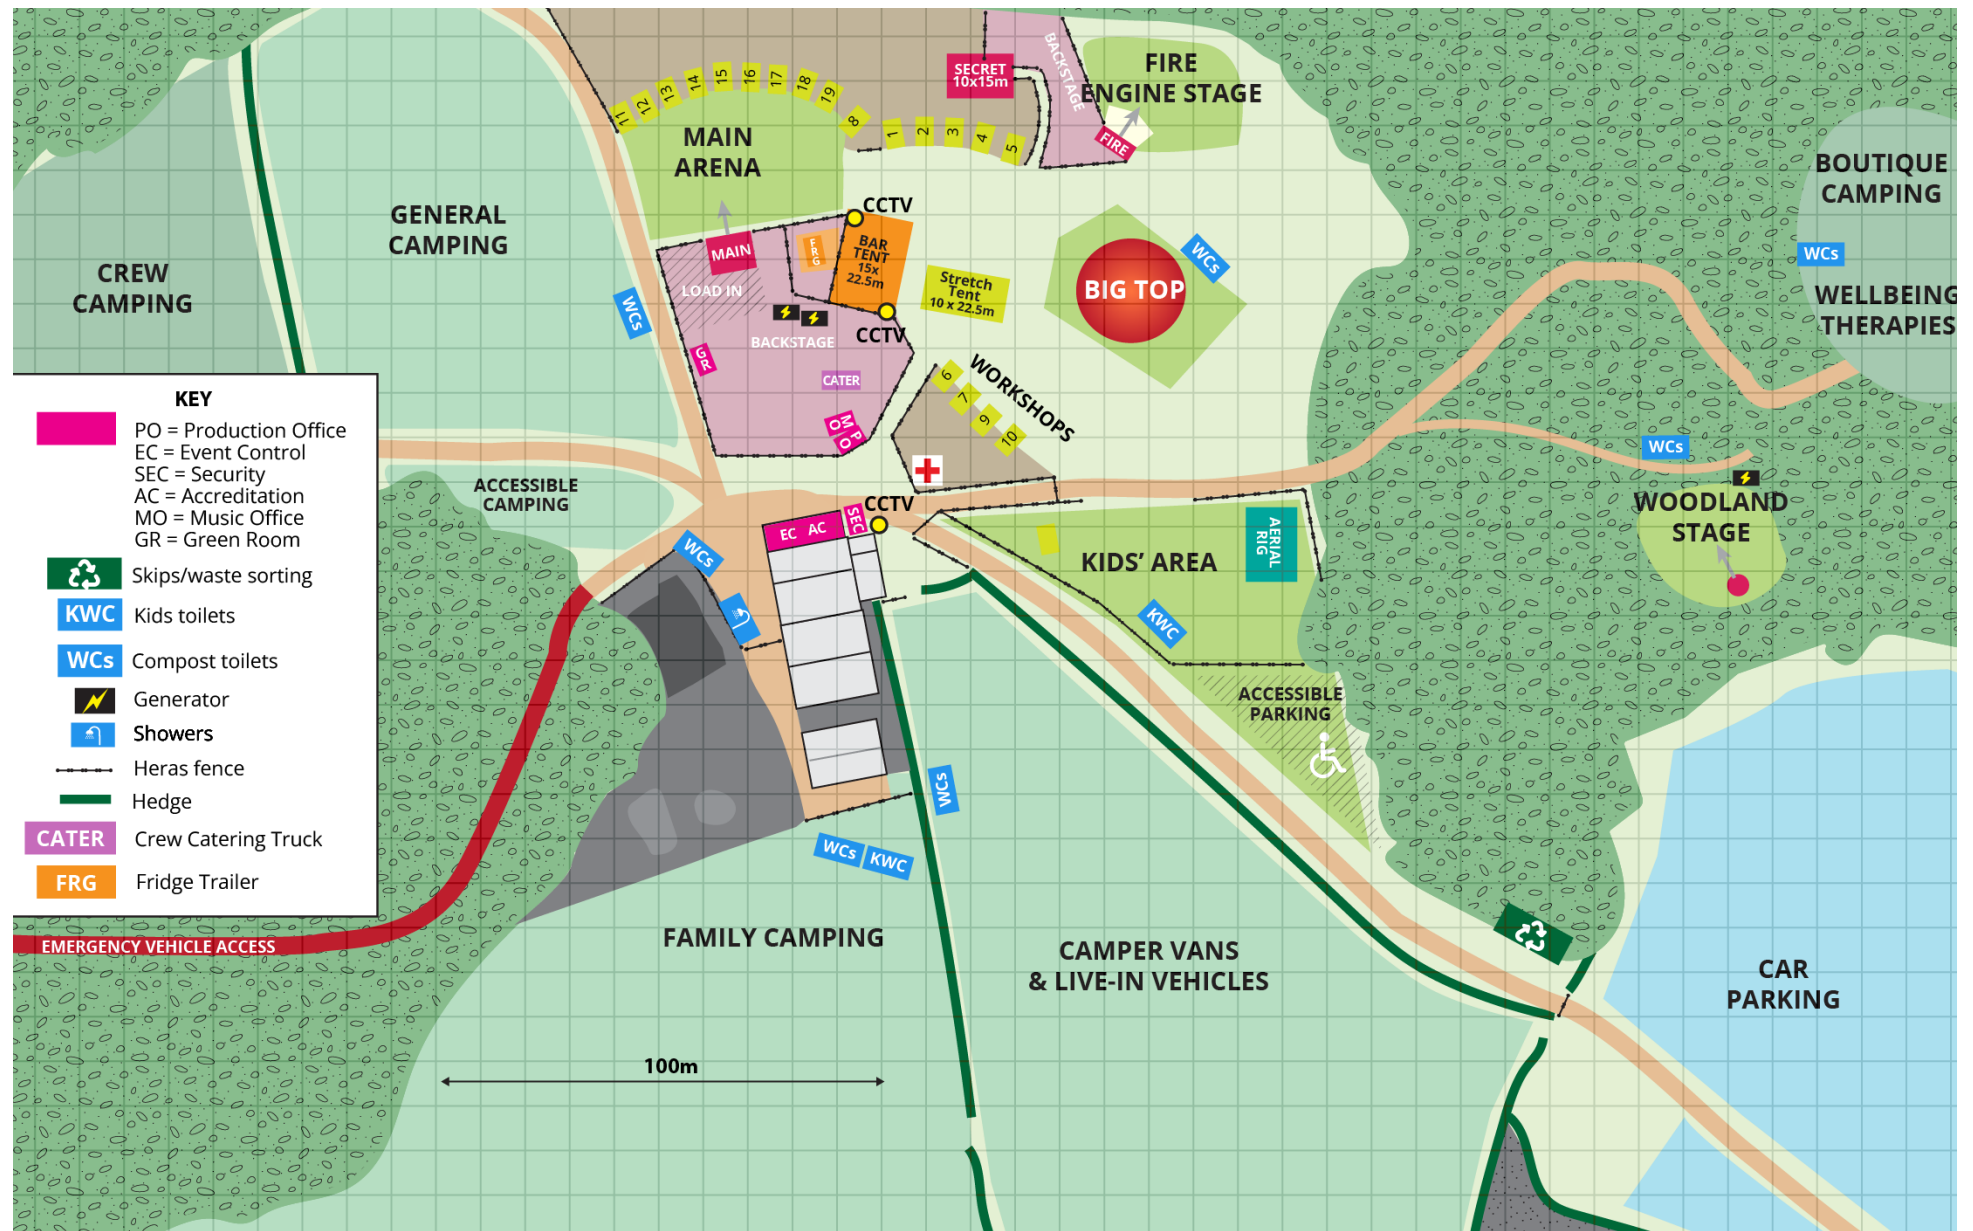 FIRE
ENGINE STAGE
BACKSTAGE
SECRET
10x15m
FIRE
11
12
13
14
15
16
17
18
19
8
1
2
3
4
5
MAIN
ARENA
GENERAL
CAMPING
CREW
CAMPING
BOUTIQUE
CAMPING
WCs
WELLBEING
THERAPIES
CCTV
MAIN
FRG
BAR
TENT
15x
22.5m
LOAD IN
Stretch
Tent
10 x 22.5m
BIG TOP
WCs
WCs
CCTV
BACKSTAGE
GR
CATER
MO
PO
WORKSHOPS
6
7
9
10
WCs
WOODLAND
STAGE
ACCESSIBLE
CAMPING
CCTV
EC AC
SEC
WCs
KIDS' AREA
AERIAL
RIG
KWC
ACCESSIBLE
PARKING
WCs
WCs
KWC
FAMILY CAMPING
CAMPER VANS
& LIVE-IN VEHICLES
CAR
PARKING
100m
EMERGENCY VEHICLE ACCESS
KEY
PO = Production Office
EC = Event Control
SEC = Security
AC = Accreditation
MO = Music Office
GR = Green Room
Skips/waste sorting
KWC Kids toilets
WCs Compost toilets
Generator
Showers
Heras fence
Hedge
CATER Crew Catering Truck
FRG Fridge Trailer